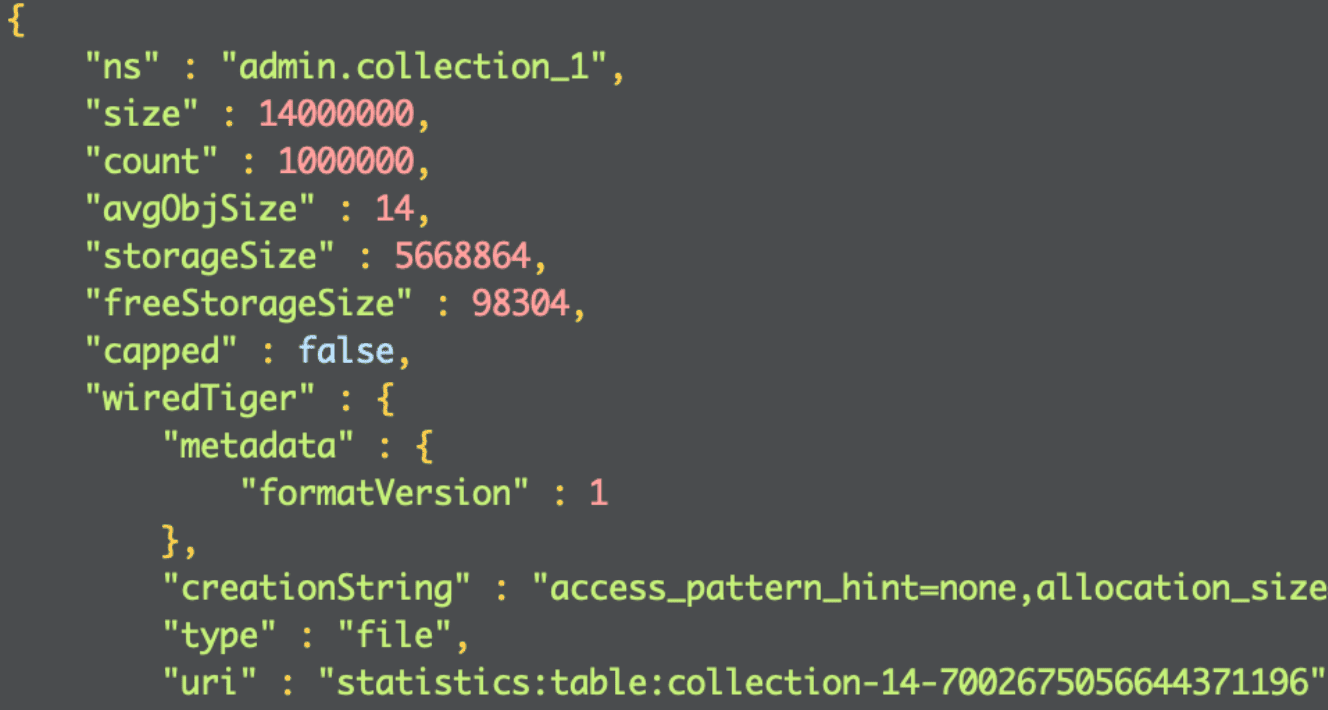 {
"ns" : "admin.collection_1",
"size" : 14000000,
"count" : 1000000,
"avgObjSize" : 14,
"storageSize" : 5668864,
"freeStorageSize" : 98304,
"capped" : false,
"wiredTiger" : {
"metadata" : {
"formatVersion" : 1
},
"creationString" : "access_pattern_hint=none,allocation_size
"type" : "file",
"uri" : "statistics:table:collection-14-7002675056644371196"